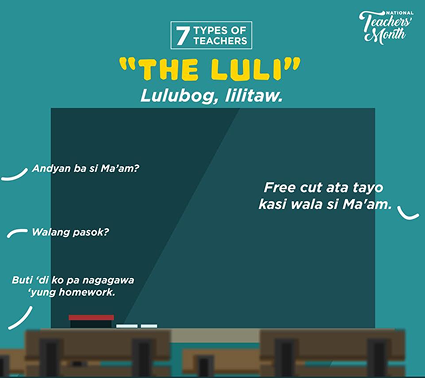 NATIONAL
Teachers'
Month
7 TYPES OF
TEACHERS
"THE LULI"
Lulubog, lilitaw.
Andyan ba si Ma'am?
Free cut ata tayo
kasi wala si Ma'am.
Walang pasok?
Buti 'di ko pa nagagawa
'yung homework.